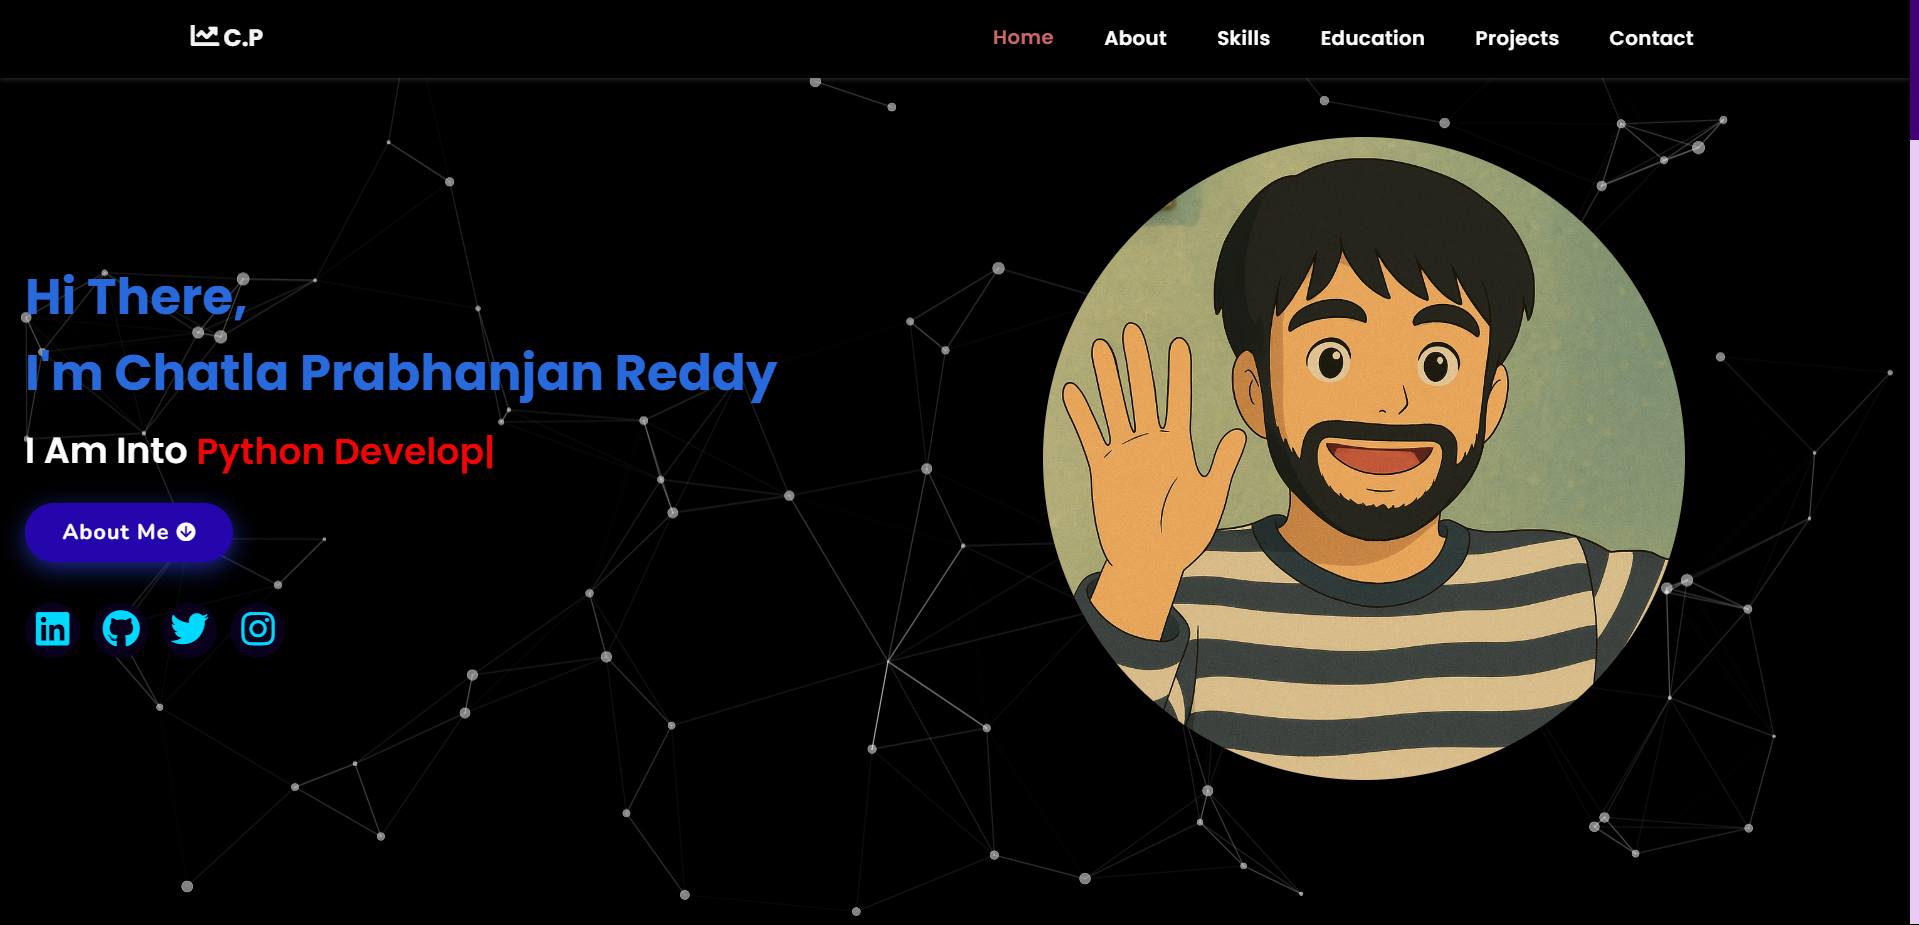 C.P
Home About Skills Education Projects Contact
Hi There,
I'm Chatla Prabhanjan Reddy
I Am Into Python Develop|
About Me